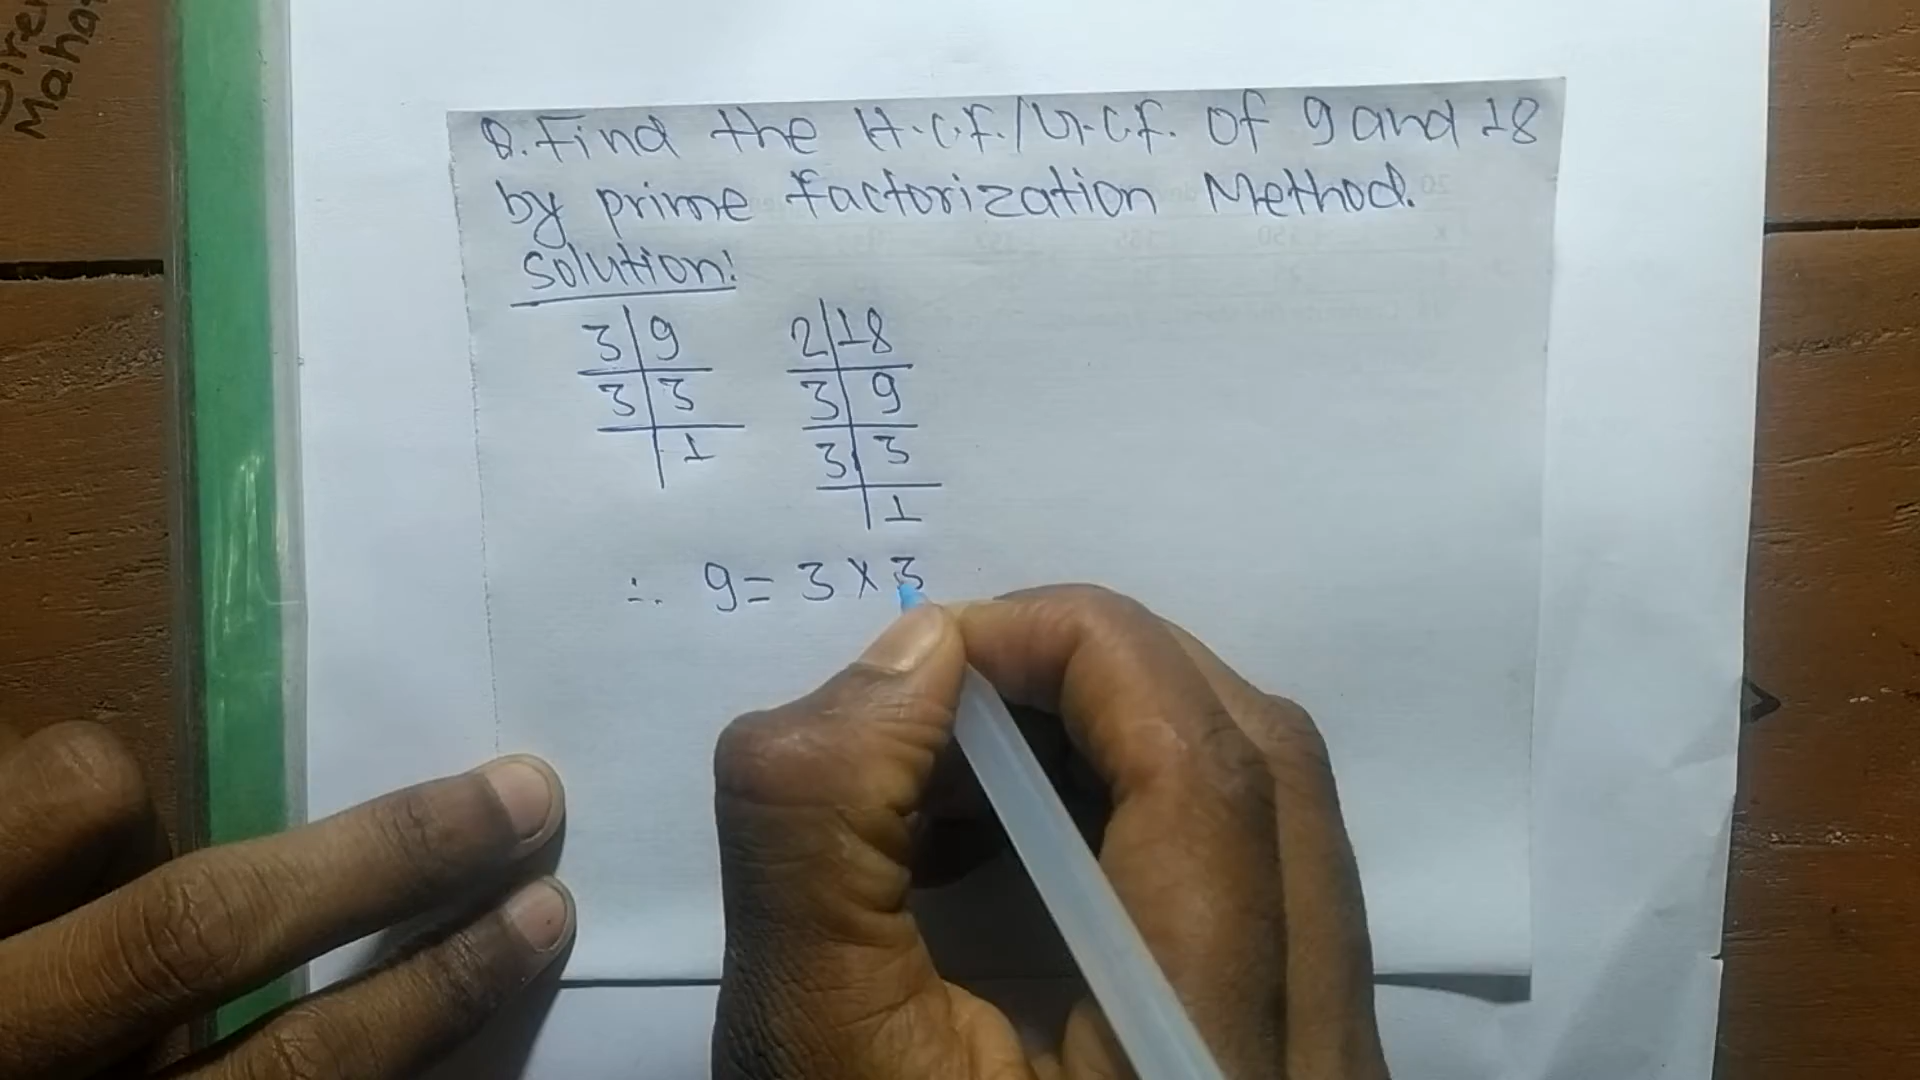 Maha
Q. Find the H.C.F./G.C.F. of 9 and 18
by prime factorization Method.
Solution:
3 9
3 3
1
2 18
3 9
3 3
1
∴ 9 = 3 × 3